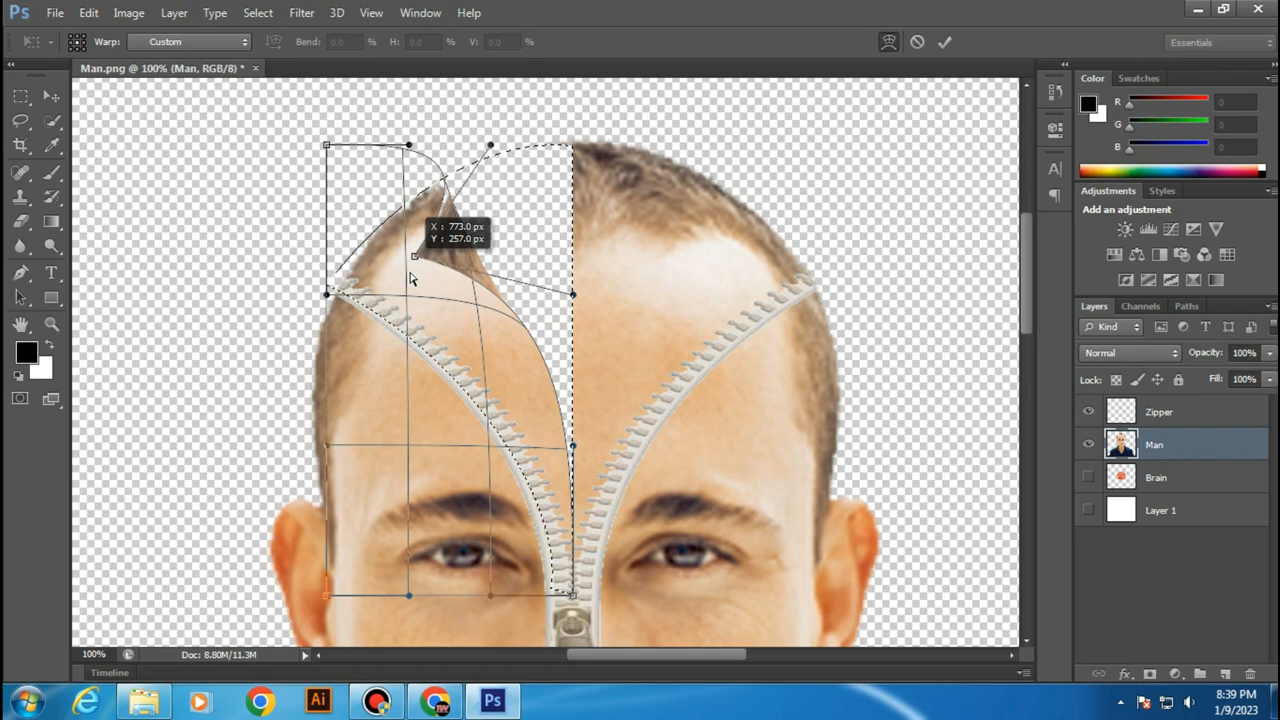 Ps File Edit Image Layer Type Select Filter 3D View Window Help
Warp: Custom Bend: 0.0 % H: 0.0 % V: 0.0 % Essentials
Man.png @ 100% (Man, RGB/8) * ×
Color Swatches
R 0
G 0
B 0
Adjustments Styles
Add an adjustment
X : 773.0 px
Y : 257.0 px
Layers Channels Paths
Kind
Normal Opacity: 100%
Lock: Fill: 100%
Zipper
Man
Brain
Layer 1
100% Doc: 8.80M/11.3M
Timeline
Ai Ps
8:39 PM
1/9/2023